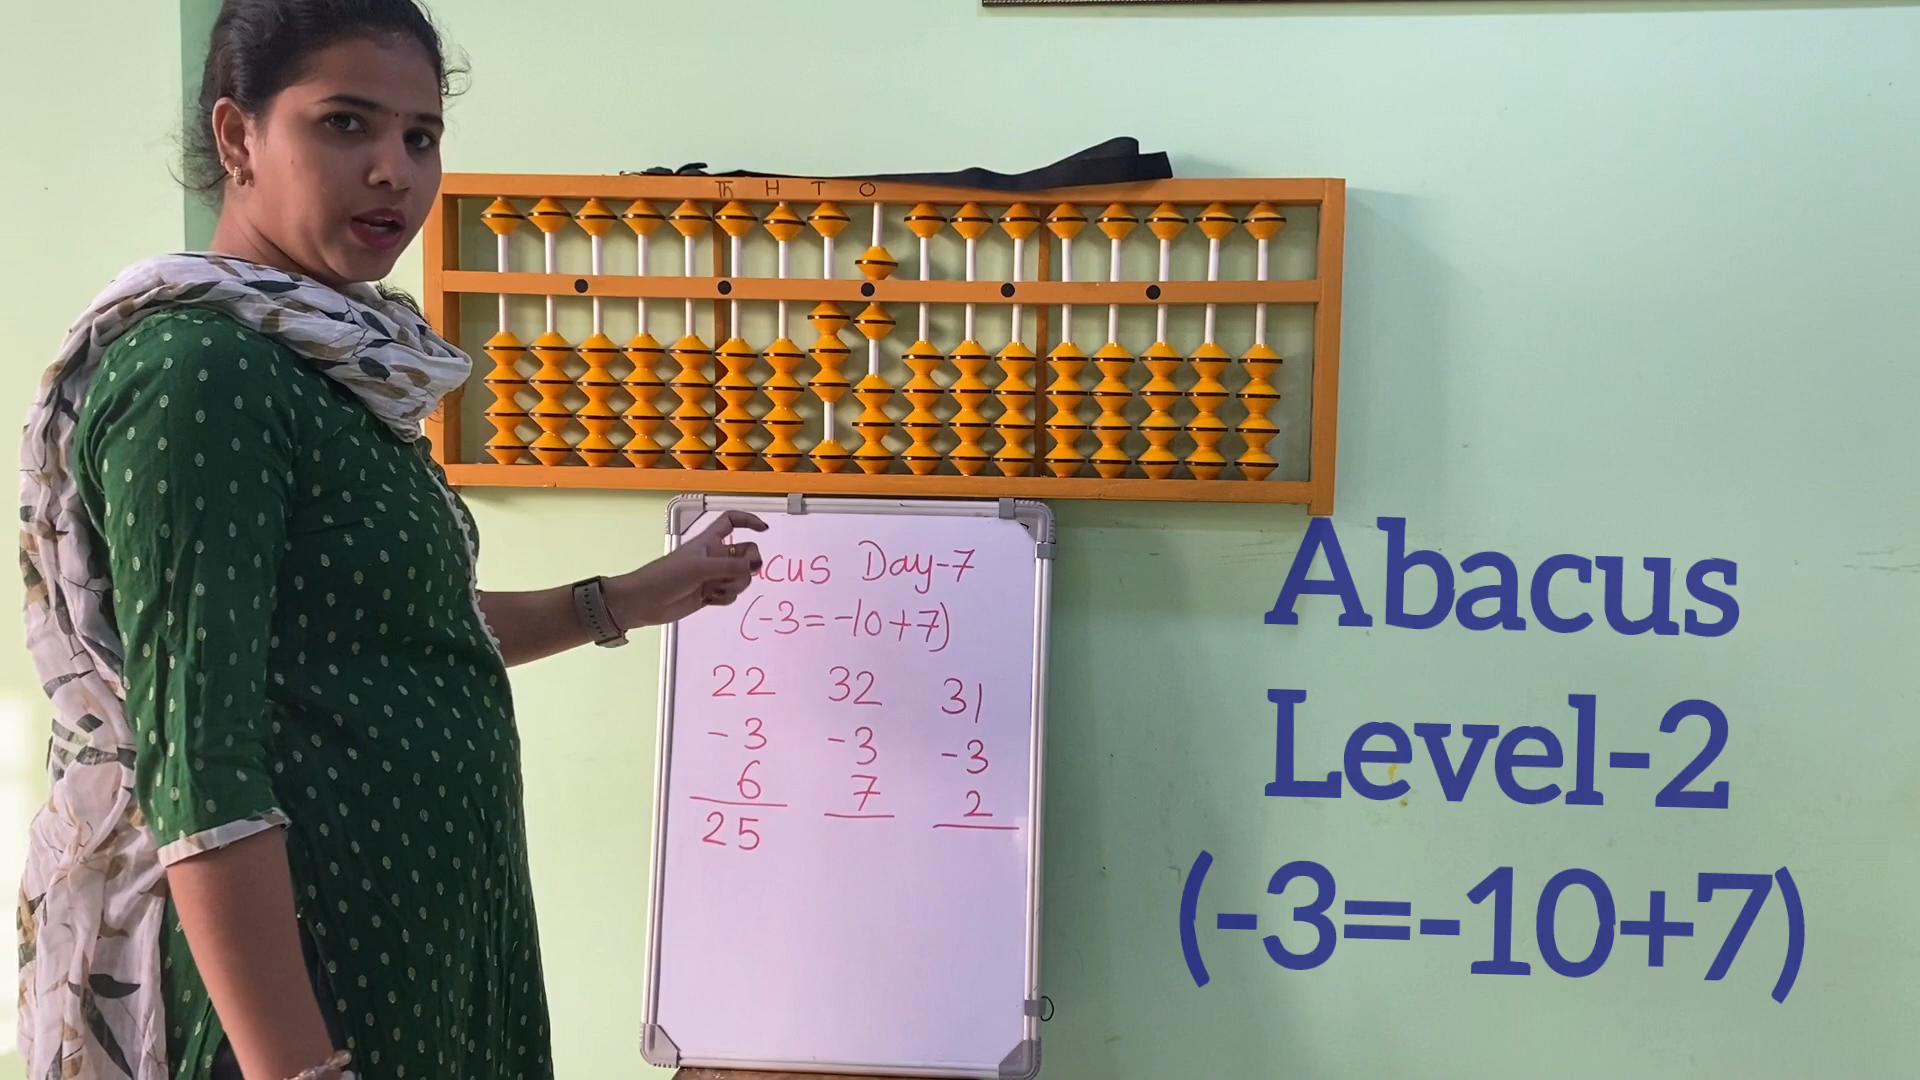 Th H T O
Day-7
(-3=-10+7)
22 32 31
-3 -3 -3
6 7 2
25
Abacus
Level-2
(-3=-10+7)